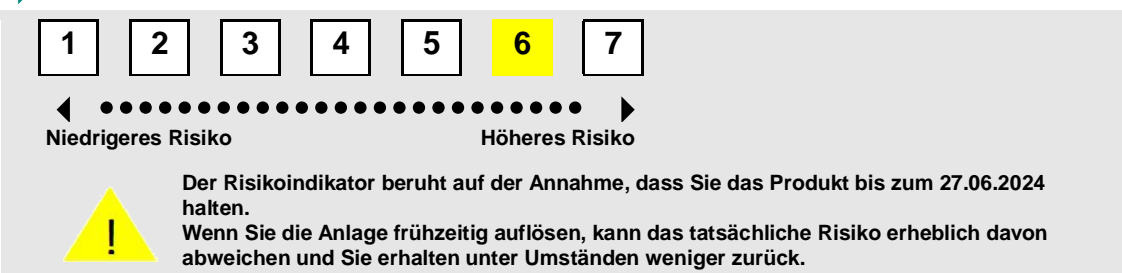 1 2 3 4 5 6 7
Niedrigeres Risiko Höheres Risiko
Der Risikoindikator beruht auf der Annahme, dass Sie das Produkt bis zum 27.06.2024
halten.
Wenn Sie die Anlage frühzeitig auflösen, kann das tatsächliche Risiko erheblich davon
abweichen und Sie erhalten unter Umständen weniger zurück.
!